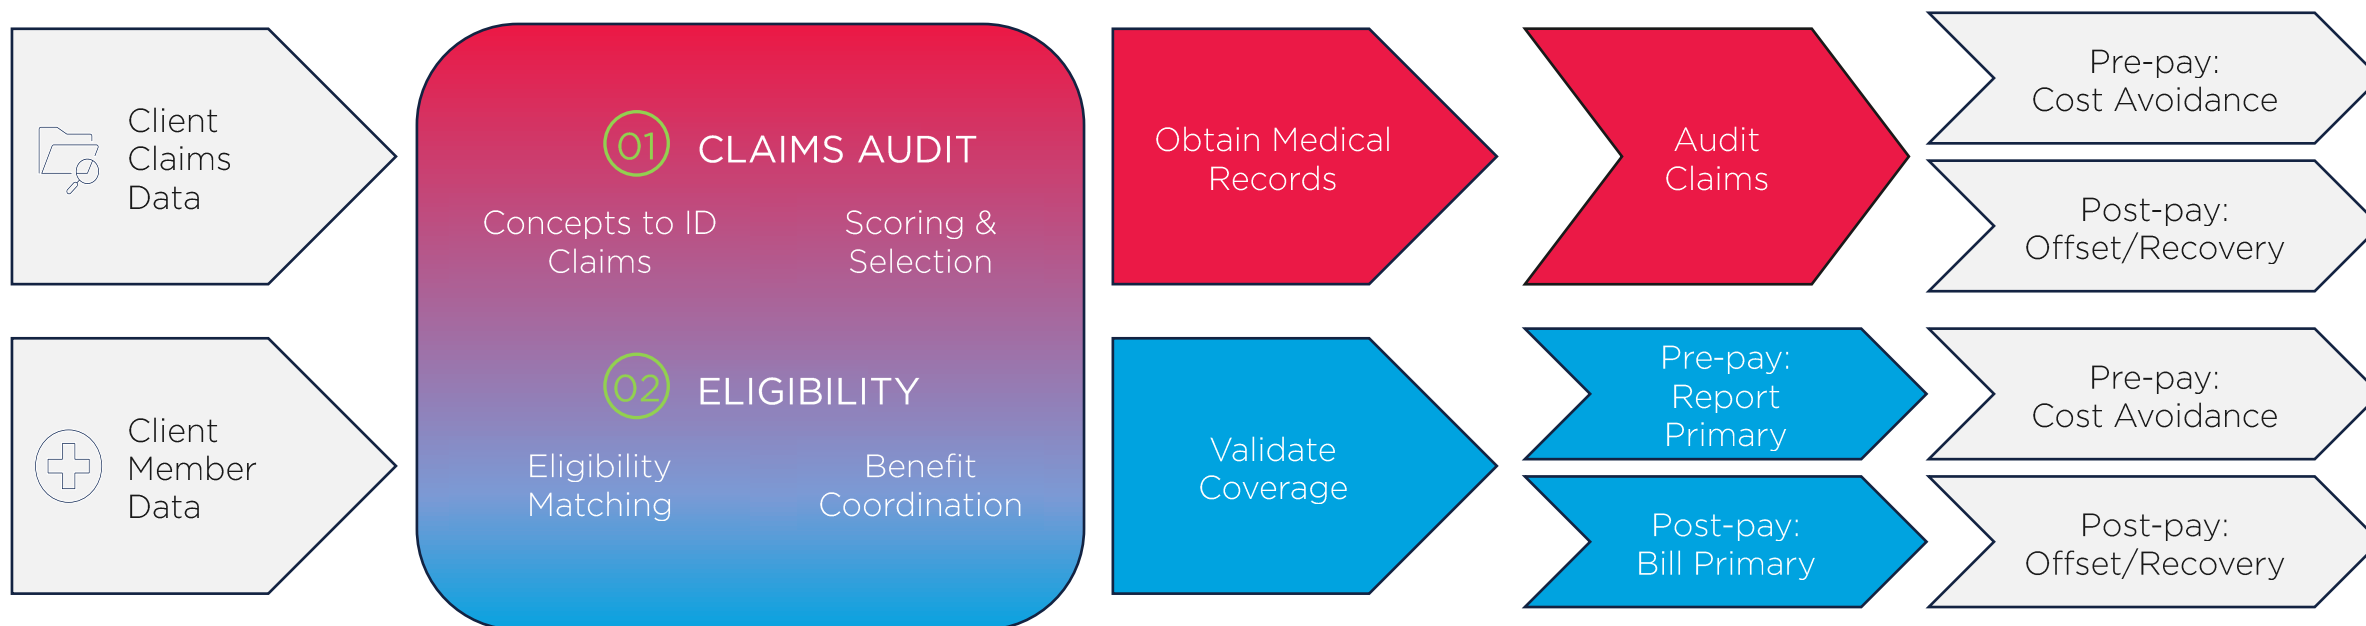 Client
Claims
Data
01 CLAIMS AUDIT
Concepts to ID
Claims
Scoring &
Selection
Obtain Medical
Records
Audit
Claims
Pre-pay:
Cost Avoidance
Post-pay:
Offset/Recovery
Client
Member
Data
02 ELIGIBILITY
Eligibility
Matching
Benefit
Coordination
Validate
Coverage
Pre-pay:
Report
Primary
Post-pay:
Bill Primary
Pre-pay:
Cost Avoidance
Post-pay:
Offset/Recovery